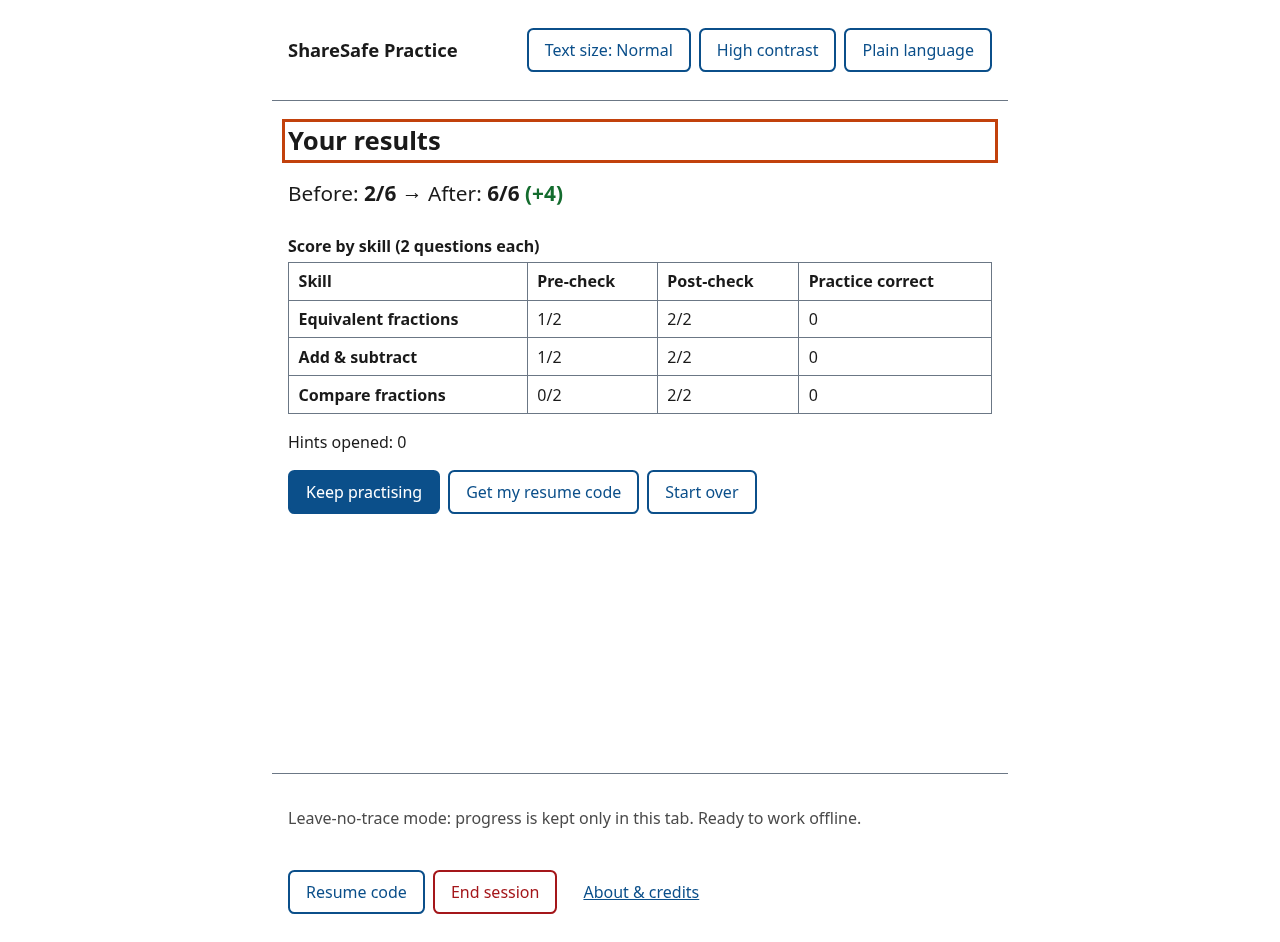 ShareSafe Practice
Text size: Normal
High contrast
Plain language
Your results
Before: 2/6 → After: 6/6 (+4)
Score by skill (2 questions each)
Skill Pre-check Post-check Practice correct
Equivalent fractions 1/2 2/2 0
Add & subtract 1/2 2/2 0
Compare fractions 0/2 2/2 0
Hints opened: 0
Keep practising
Get my resume code
Start over
Leave-no-trace mode: progress is kept only in this tab. Ready to work offline.
Resume code
End session
About & credits